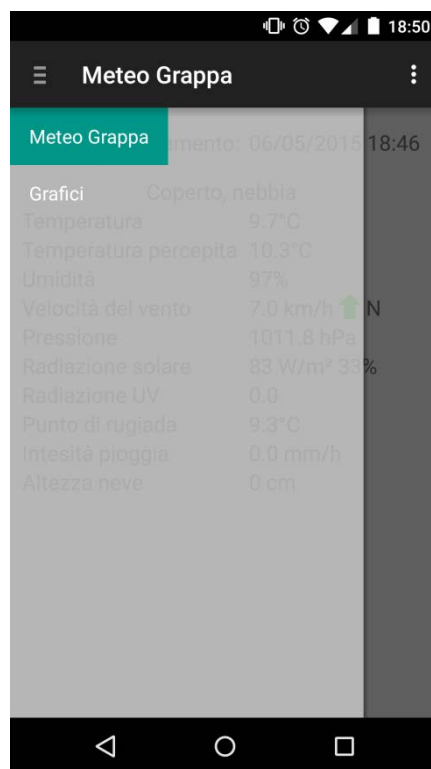 18:50
Meteo Grappa
Meteo Grappa
umento: 06/05/2015 18:46
Grafici
Coperto, nebbia
Temperatura 9.7°C
Temperatura percepita 10.3°C
Umidità 97%
Velocità del vento 7.0 km/h N
Pressione 1011.8 hPa
Radiazione solare 83 W/m² 33%
Radiazione UV 0.0
Punto di rugiada 9.3°C
Intesità pioggia 0.0 mm/h
Altezza neve 0 cm